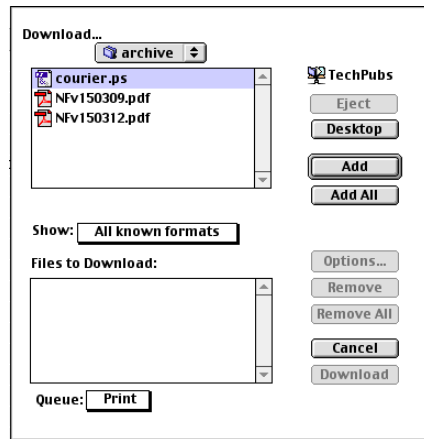 Download...
archive
courier.ps
NFv150309.pdf
NFv150312.pdf
TechPubs
Eject
Desktop
Add
Add All
Show: All known formats
Files to Download:
Options...
Remove
Remove All
Cancel
Download
Queue: Print